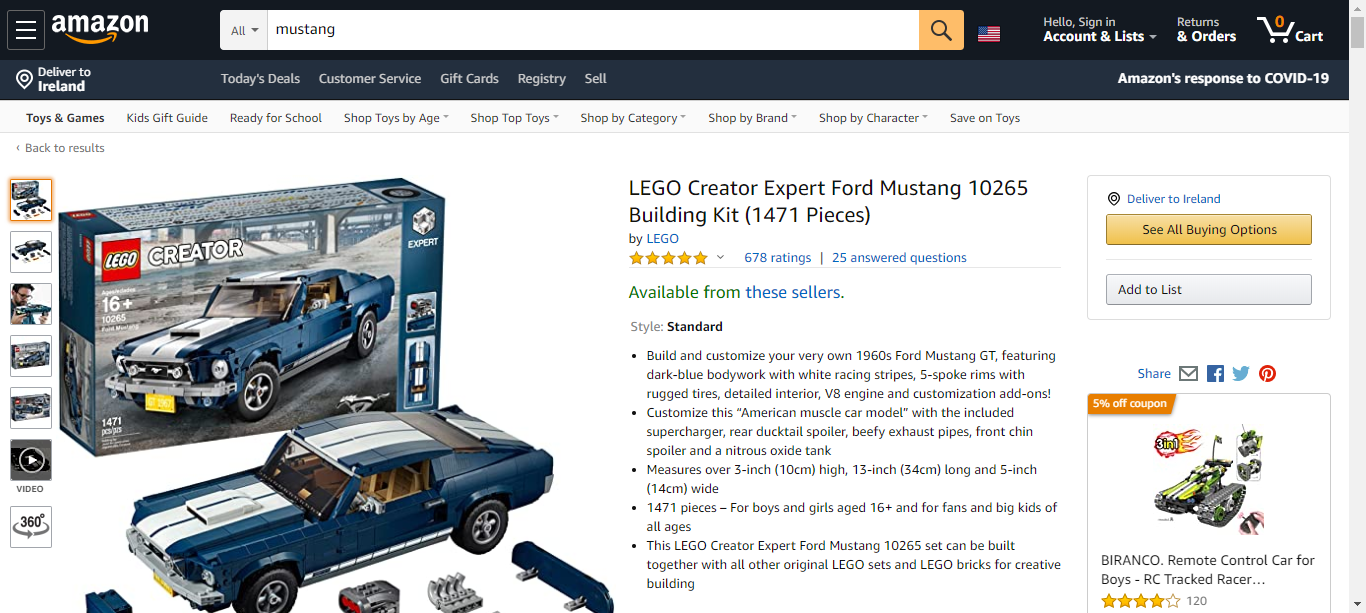 amazon
All
mustang
Hello, Sign in
Account & Lists
Returns
& Orders
0
Cart
Deliver to
Ireland
Today's Deals
Customer Service
Gift Cards
Registry
Sell
Amazon's response to COVID-19
Toys & Games
Kids Gift Guide
Ready for School
Shop Toys by Age
Shop Top Toys
Shop by Category
Shop by Brand
Shop by Character
Save on Toys
‹ Back to results
VIDEO
360°
LEGO
CREATOR
EXPERT
16+
10265
Ford Mustang
1471
pcs/pzs
LEGO Creator Expert Ford Mustang 10265
Building Kit (1471 Pieces)
by LEGO
678 ratings | 25 answered questions
Available from these sellers.
Style: Standard
• Build and customize your very own 1960s Ford Mustang GT, featuring
dark-blue bodywork with white racing stripes, 5-spoke rims with
rugged tires, detailed interior, V8 engine and customization add-ons!
• Customize this “American muscle car model” with the included
supercharger, rear ducktail spoiler, beefy exhaust pipes, front chin
spoiler and a nitrous oxide tank
• Measures over 3-inch (10cm) high, 13-inch (34cm) long and 5-inch
(14cm) wide
• 1471 pieces – For boys and girls aged 16+ and for fans and big kids of
all ages
• This LEGO Creator Expert Ford Mustang 10265 set can be built
together with all other original LEGO sets and LEGO bricks for creative
building
Deliver to Ireland
See All Buying Options
Add to List
Share
5% off coupon
3in1
BIRANCO. Remote Control Car for
Boys - RC Tracked Racer…
120